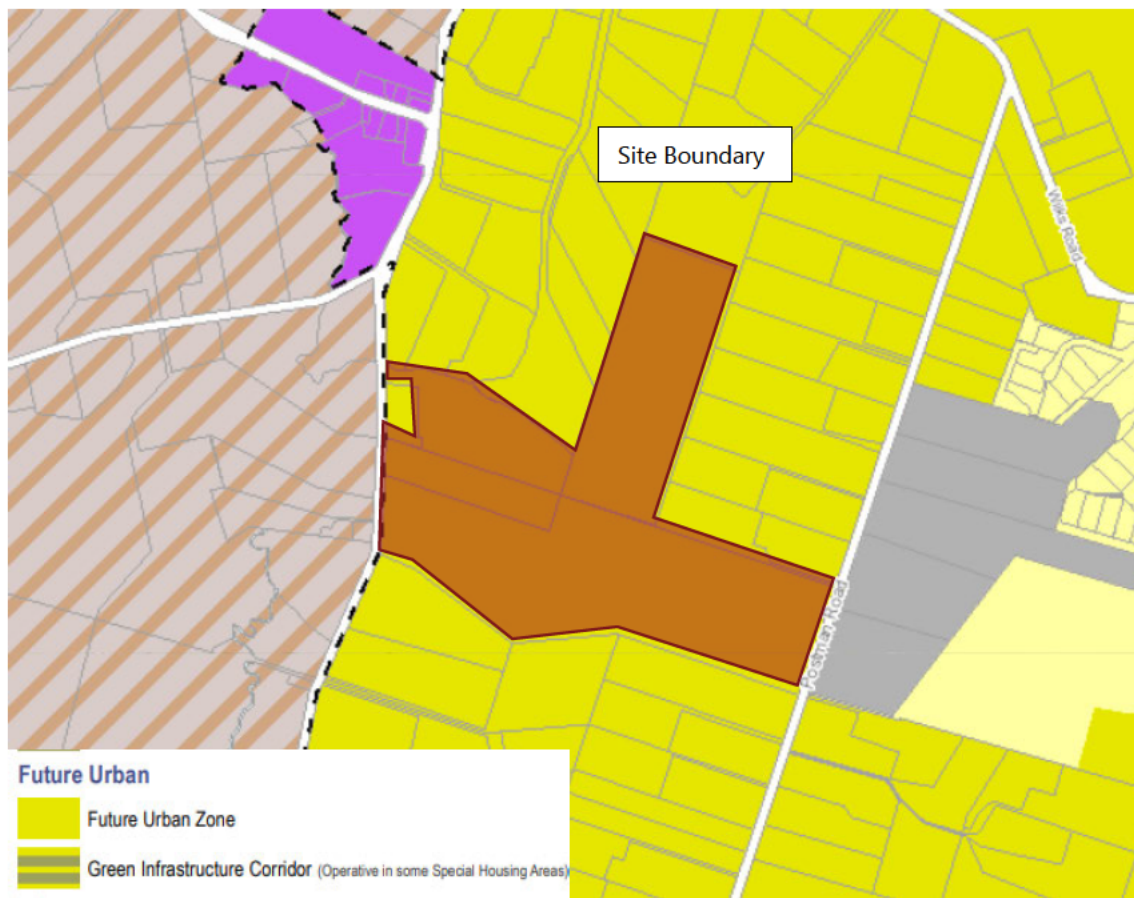 Site Boundary
Wilks Road
Postman Road
Future Urban
Future Urban Zone
Green Infrastructure Corridor (Operative in some Special Housing Areas)